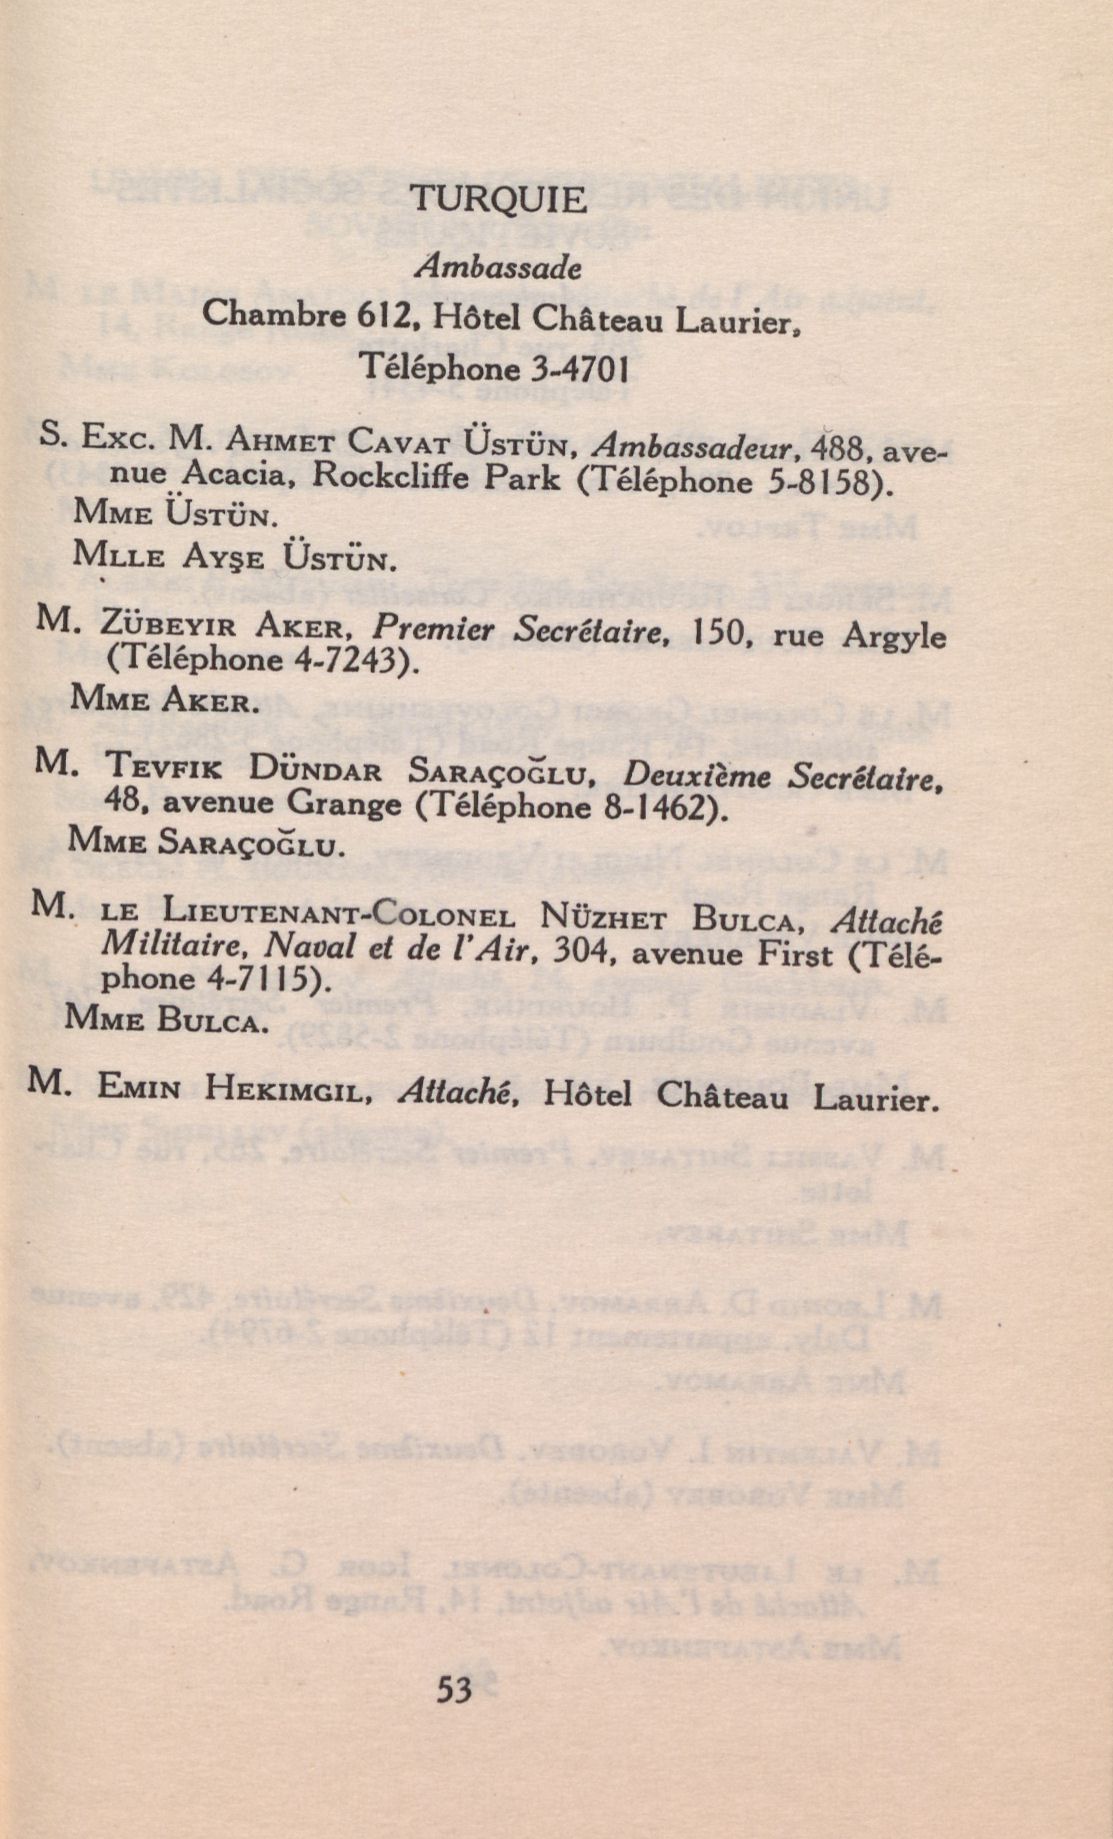 TURQUIE
Ambassade
Chambre 612, Hôtel Château Laurier,
Téléphone 3-4701
S. Exc. M. Ahmet Cavat Üstün, Ambassadeur, 488, ave-
nue Acacia, Rockcliffe Park (Téléphone 5-8158).
Mme Üstün.
Mlle Ayşe Üstün.
M. Zübeyir Aker, Premier Secrétaire, 150, rue Argyle
(Téléphone 4-7243).
Mme Aker.
M. Tevfik Dündar Saraçoğlu, Deuxième Secrétaire,
48, avenue Grange (Téléphone 8-1462).
Mme Saraçoğlu.
M. le Lieutenant-Colonel Nüzhet Bulca, Attaché
Militaire, Naval et de l'Air, 304, avenue First (Télé-
phone 4-7115).
Mme Bulca.
M. Emin Hekimgil, Attaché, Hôtel Château Laurier.
53